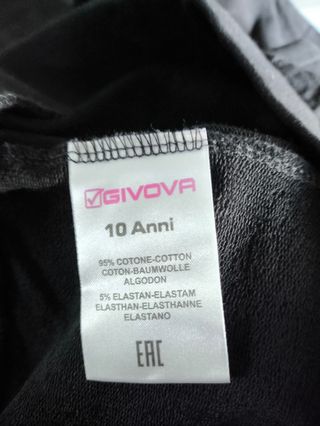 GIVOVA
10 Anni
95% COTONE-COTTON
COTON-BAUMWOLLE
ALGODON
5% ELASTAN-ELASTAM
ELASTHAN-ELASTHANNE
ELASTANO
EAC